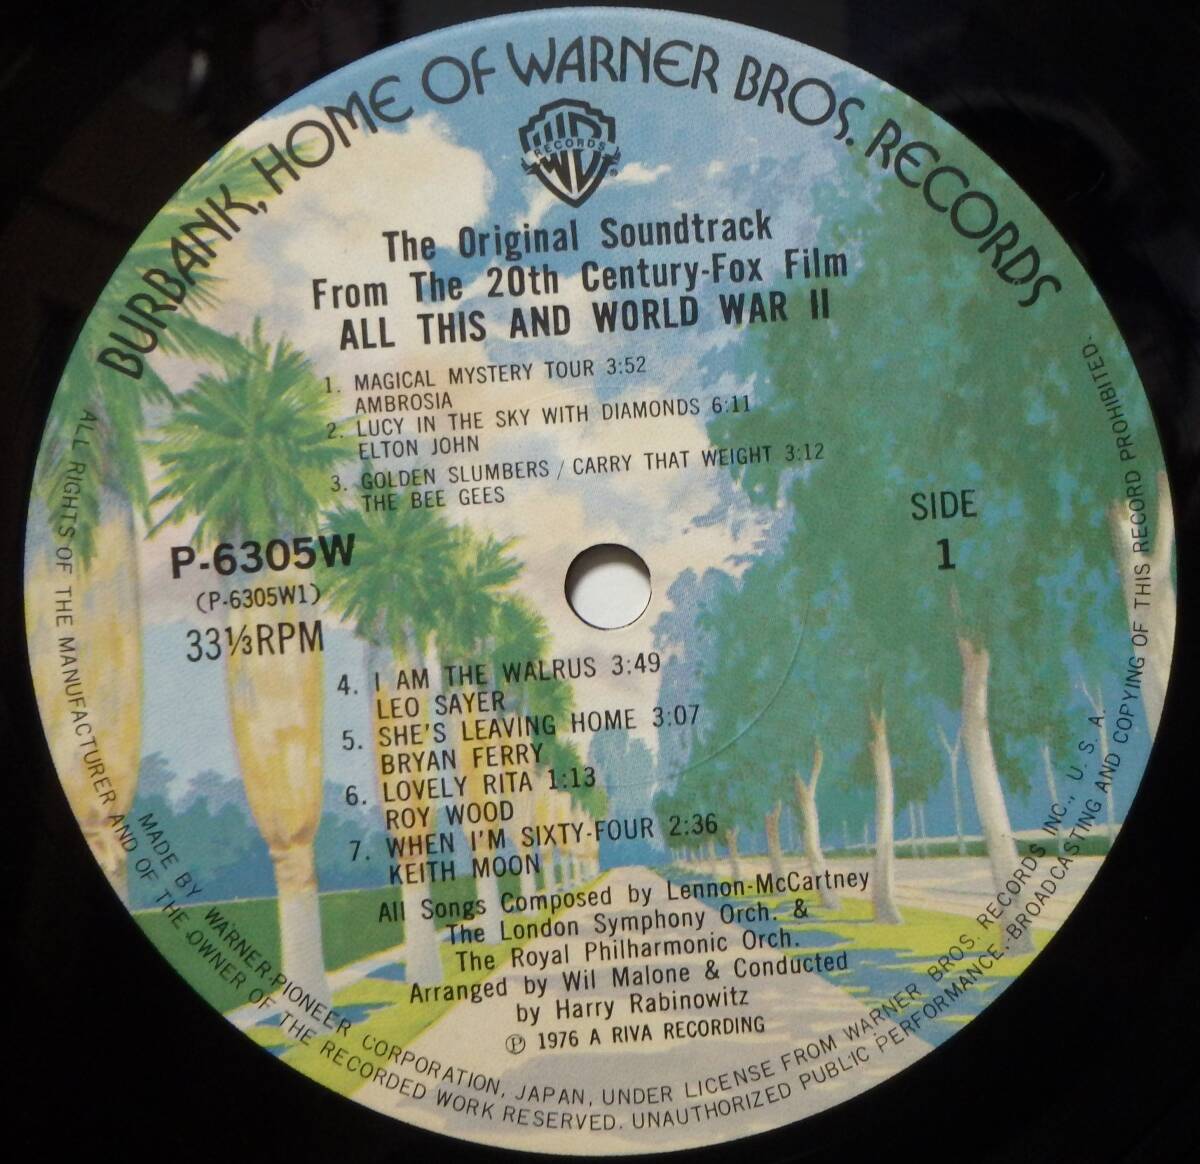 BURBANK, HOME OF WARNER BROS. RECORDS
WB
RECORDS
®
The Original Soundtrack
From The 20th Century-Fox Film
ALL THIS AND WORLD WAR II
1. MAGICAL MYSTERY TOUR 3:52
AMBROSIA
2. LUCY IN THE SKY WITH DIAMONDS 6:11
ELTON JOHN
3. GOLDEN SLUMBERS / CARRY THAT WEIGHT 3:12
THE BEE GEES
SIDE
1
P-6305W
(P-6305W1)
33⅓RPM
4. I AM THE WALRUS 3:49
LEO SAYER
5. SHE'S LEAVING HOME 3:07
BRYAN FERRY
6. LOVELY RITA 1:13
ROY WOOD
7. WHEN I'M SIXTY-FOUR 2:36
KEITH MOON
All Songs Composed by Lennon-McCartney
The London Symphony Orch. &
The Royal Philharmonic Orch.
Arranged by Wil Malone & Conducted
by Harry Rabinowitz
Ⓟ 1976 A RIVA RECORDING
MADE BY WARNER-PIONEER CORPORATION, JAPAN, UNDER LICENSE FROM WARNER BROS. RECORDS INC., U. S. A.
ALL RIGHTS OF THE MANUFACTURER AND OF THE OWNER OF THE RECORDED WORK RESERVED. UNAUTHORIZED PUBLIC PERFORMANCE, BROADCASTING AND COPYING OF THIS RECORD PROHIBITED.